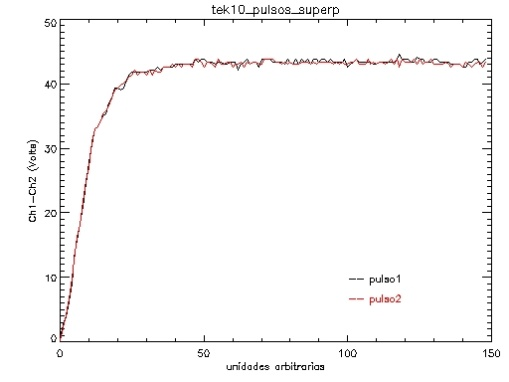 tek10_pulsos_superp
50
40
30
20
10
0
Ch1-Ch2 (Volts)
0 50 100 150
unidades arbitrarias
pulso1
pulso2